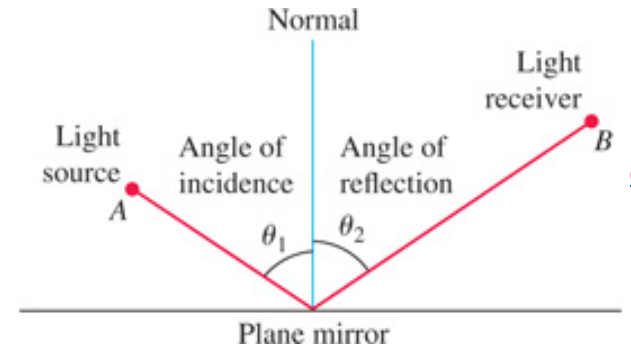 Normal
Light
receiver
B
Light
source
A
Angle of
incidence
Angle of
reflection
θ1
θ2
Plane mirror